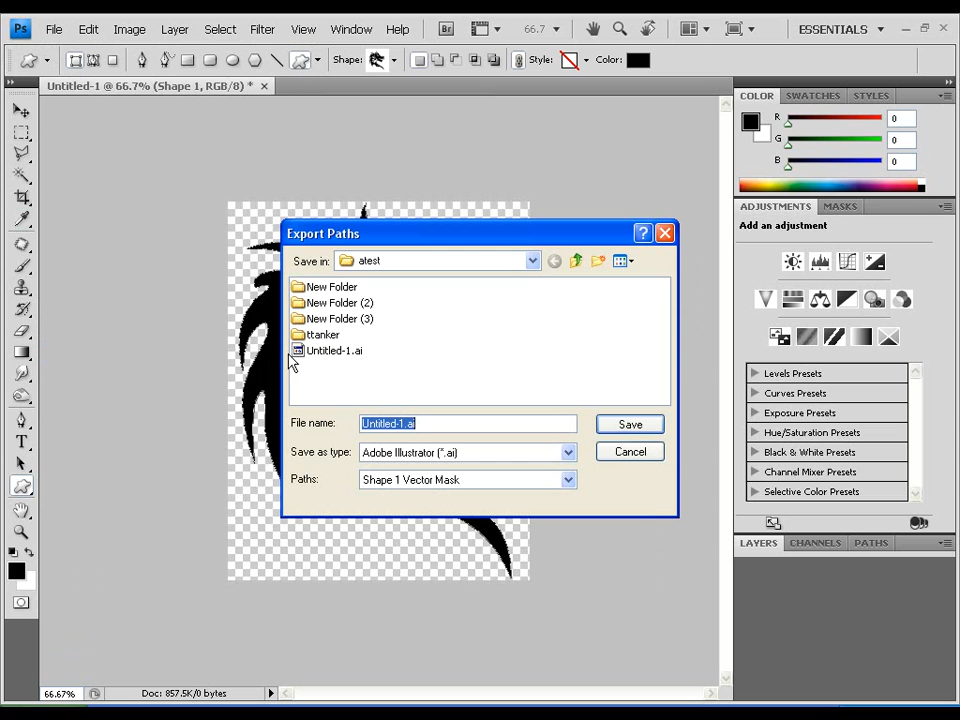 Ps File Edit Image Layer Select Filter View Window Help Br 66.7 ESSENTIALS
Shape: Style: Color:
Untitled-1 @ 66.7% (Shape 1, RGB/8) * ×
COLOR SWATCHES STYLES
R 0
G 0
B 0
ADJUSTMENTS MASKS
Add an adjustment
Levels Presets
Curves Presets
Exposure Presets
Hue/Saturation Presets
Black & White Presets
Channel Mixer Presets
Selective Color Presets
LAYERS CHANNELS PATHS
Export Paths
Save in: atest
New Folder
New Folder (2)
New Folder (3)
ttanker
Untitled-1.ai
File name: Untitled-1.ai Save
Save as type: Adobe Illustrator (*.ai) Cancel
Paths: Shape 1 Vector Mask
66.67% Doc: 857.5K/0 bytes